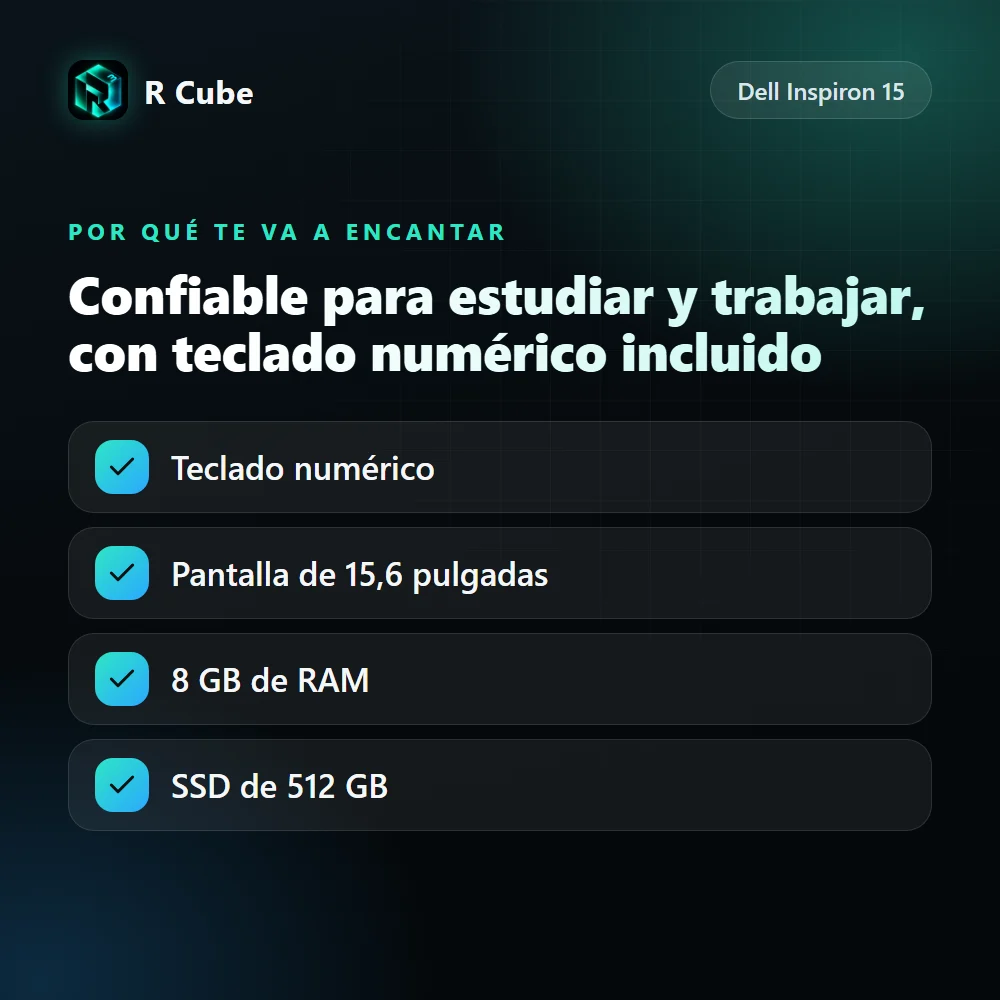 R Cube
Dell Inspiron 15
POR QUÉ TE VA A ENCANTAR
Confiable para estudiar y trabajar,
con teclado numérico incluido
Teclado numérico
Pantalla de 15,6 pulgadas
8 GB de RAM
SSD de 512 GB